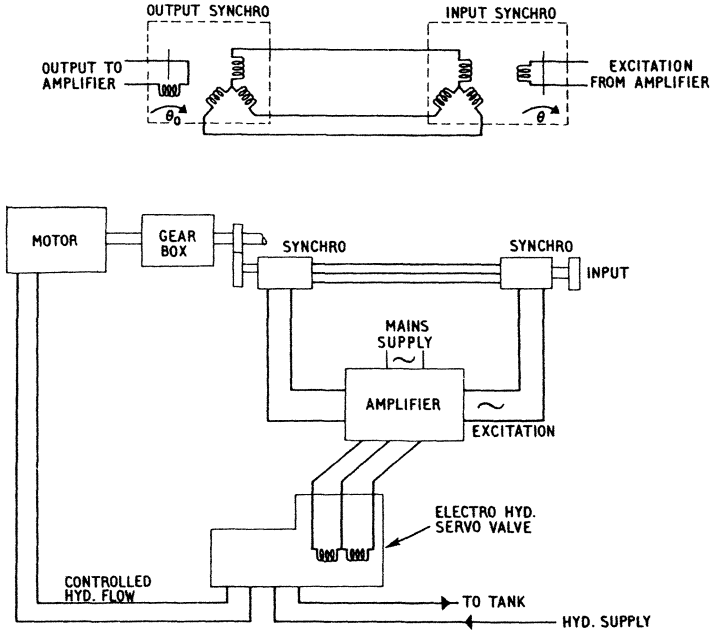 OUTPUT SYNCHRO
INPUT SYNCHRO
OUTPUT TO
AMPLIFIER
EXCITATION
FROM AMPLIFIER
θ₀
θ
MOTOR
GEAR
BOX
SYNCHRO
SYNCHRO
INPUT
MAINS
SUPPLY
AMPLIFIER
EXCITATION
ELECTRO HYD.
SERVO VALVE
CONTROLLED
HYD. FLOW
TO TANK
HYD. SUPPLY